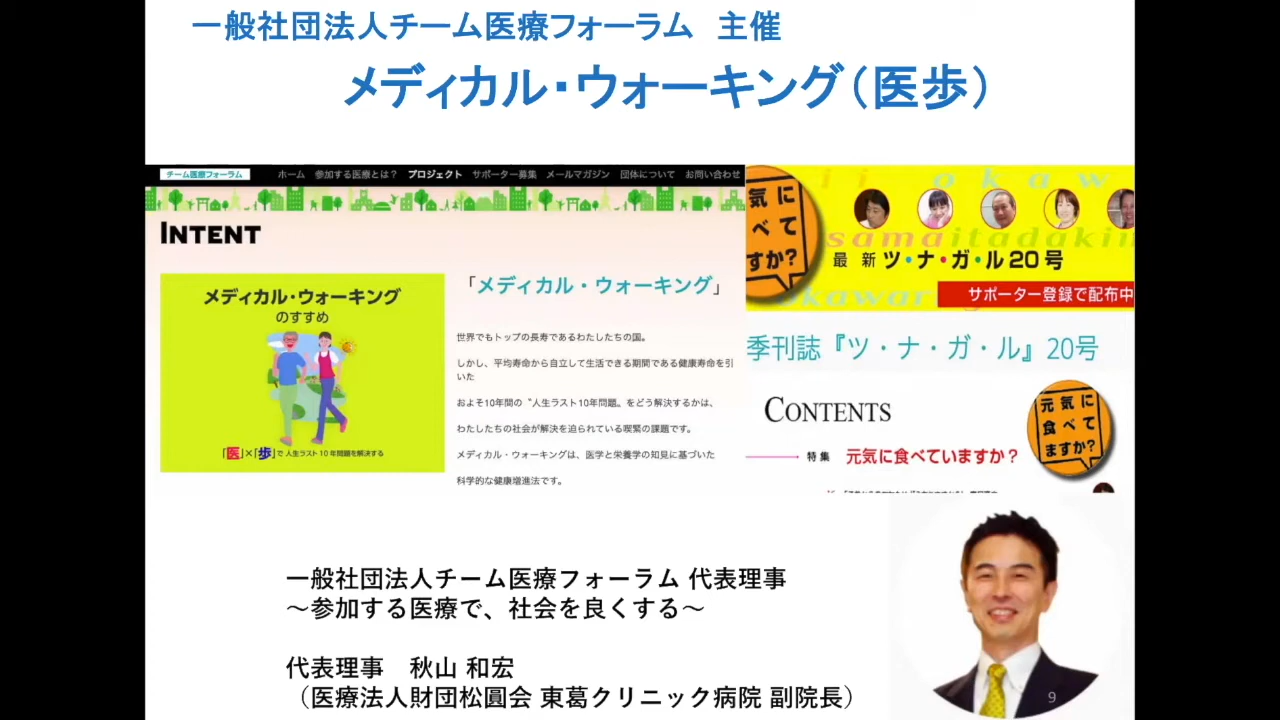 一般社団法人チーム医療フォーラム　主催
メディカル・ウォーキング（医歩）
チーム医療フォーラム
ホーム 参加する医療とは？ プロジェクト サポーター募集 メールマガジン 団体について お問い合わせ
INTENT
メディカル・ウォーキング
のすすめ
「医」×「歩」で 人生ラスト10年問題を解決する
「メディカル・ウォーキング」
世界でもトップの長寿であるわたしたちの国。
しかし、平均寿命から自立して生活できる期間である健康寿命を引
いた
およそ10年間の〝人生ラスト10年問題〟をどう解決するかは、
わたしたちの社会が解決を迫られている喫緊の課題です。
メディカル・ウォーキングは、医学と栄養学の知見に基づいた
科学的な健康増進法です。
気に
べて
すか?
okaw
samaitadakim
okawar
最新 ツ・ナ・ガ・ル 20号
サポーター登録で配布中
季刊誌『ツ・ナ・ガ・ル』20号
CONTENTS
元気に
食べて
ますか?
特集 元気に食べていますか？
一般社団法人チーム医療フォーラム 代表理事
～参加する医療で、社会を良くする～
代表理事　秋山 和宏
（医療法人財団松圓会 東葛クリニック病院 副院長）
9